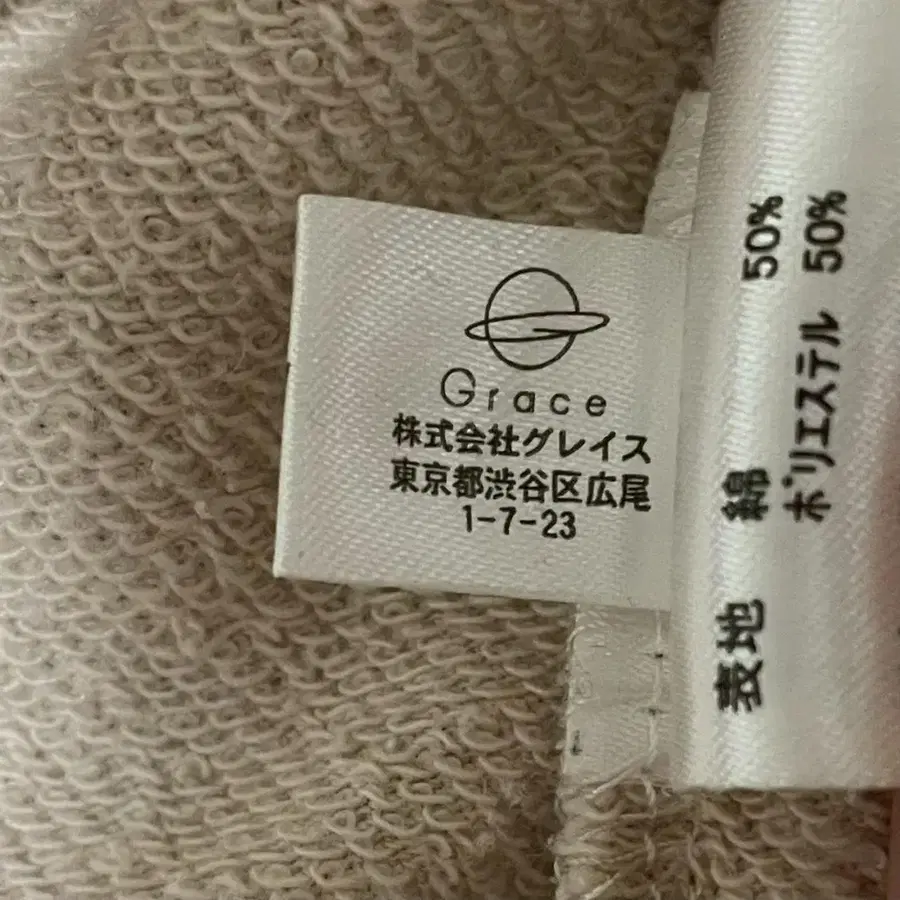 Grace
株式会社グレイス
東京都渋谷区広尾
1-7-23
表地 綿 50%
ポリエステル 50%